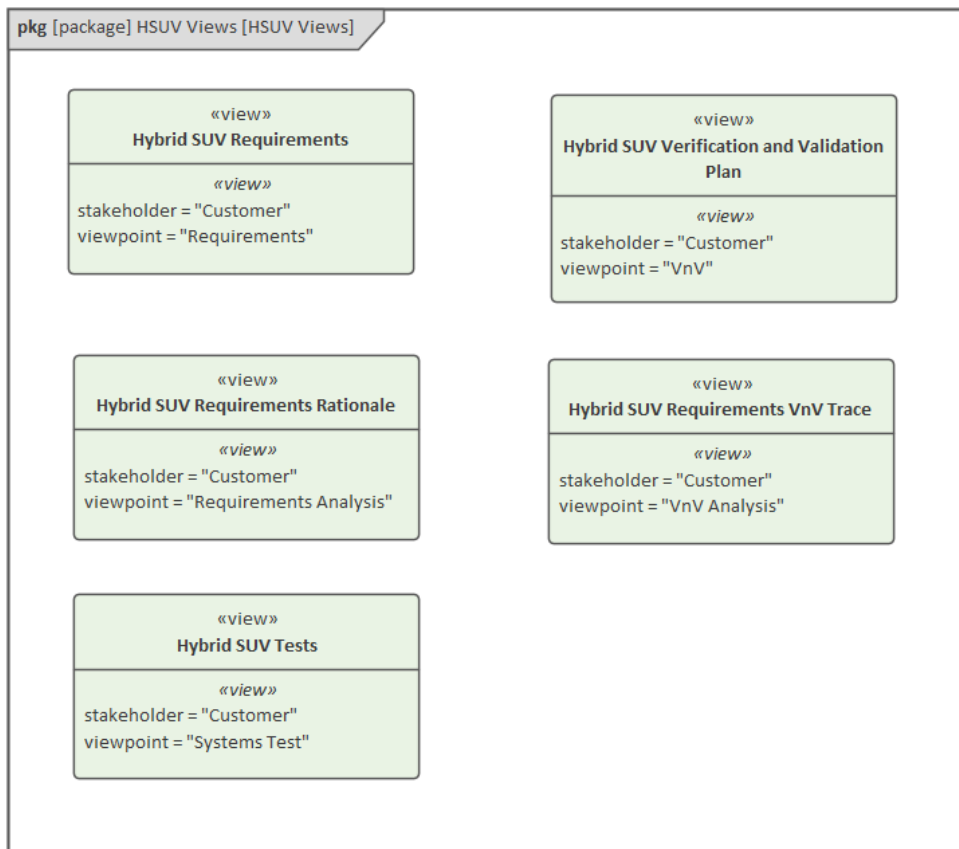 pkg [package] HSUV Views [HSUV Views]
«view»
Hybrid SUV Requirements
«view»
stakeholder = "Customer"
viewpoint = "Requirements"
«view»
Hybrid SUV Verification and Validation
Plan
«view»
stakeholder = "Customer"
viewpoint = "VnV"
«view»
Hybrid SUV Requirements Rationale
«view»
stakeholder = "Customer"
viewpoint = "Requirements Analysis"
«view»
Hybrid SUV Requirements VnV Trace
«view»
stakeholder = "Customer"
viewpoint = "VnV Analysis"
«view»
Hybrid SUV Tests
«view»
stakeholder = "Customer"
viewpoint = "Systems Test"